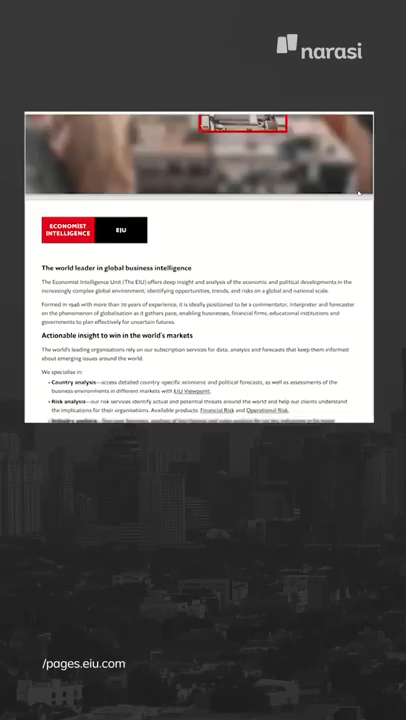 narasi
ECONOMIST
INTELLIGENCE
EIU
The world leader in global business intelligence
The Economist Intelligence Unit (The EIU) offers deep insight and analysis of the economic and political developments in the
increasingly complex global environment; identifying opportunities, trends, and risks on a global and national scale.
Formed in 1946 with more than 70 years of experience, it is ideally positioned to be a commentator, interpreter and forecaster
on the phenomenon of globalisation as it gathers pace, enabling businesses, financial firms, educational institutions and
governments to plan effectively for uncertain futures.
Actionable insight to win in the world's markets
The world's leading organisations rely on our subscription services for data, analysis and forecasts that keep them informed
about emerging issues around the world.
We specialise in:
• Country analysis—access detailed country-specific economic and political forecasts, as well as assessments of the
business environments in different markets with EIU Viewpoint.
• Risk analysis—our risk services identify actual and potential threats around the world and help our clients understand
the implications for their organisations. Available products: Financial Risk and Operational Risk.
/pages.eiu.com